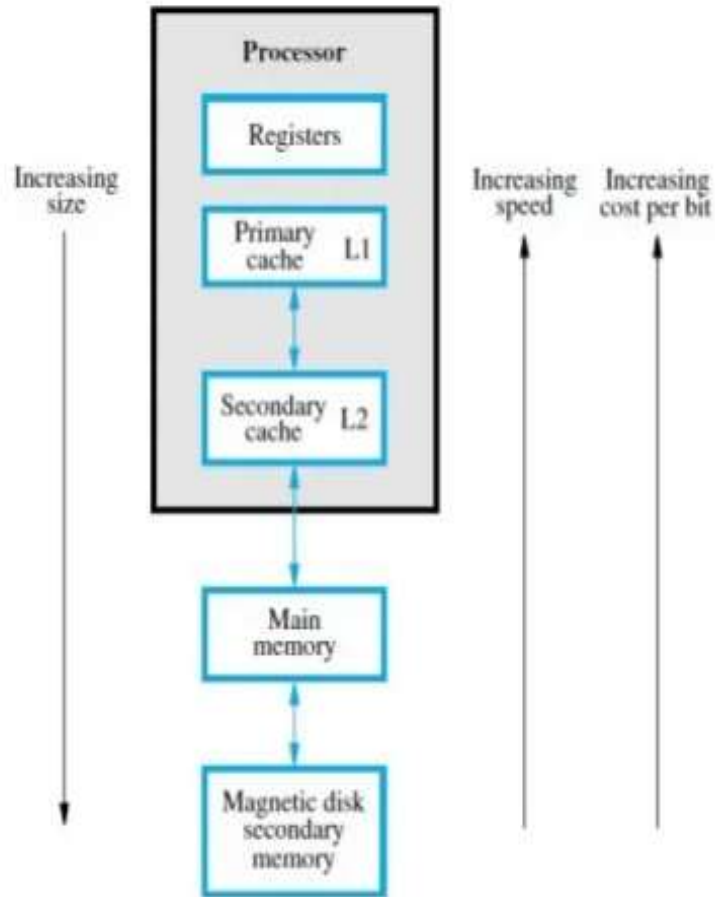 Processor
Registers
Increasing
size
Increasing
speed
Increasing
cost per bit
Primary
cache L1
Secondary
cache L2
Main
memory
Magnetic disk
secondary
memory